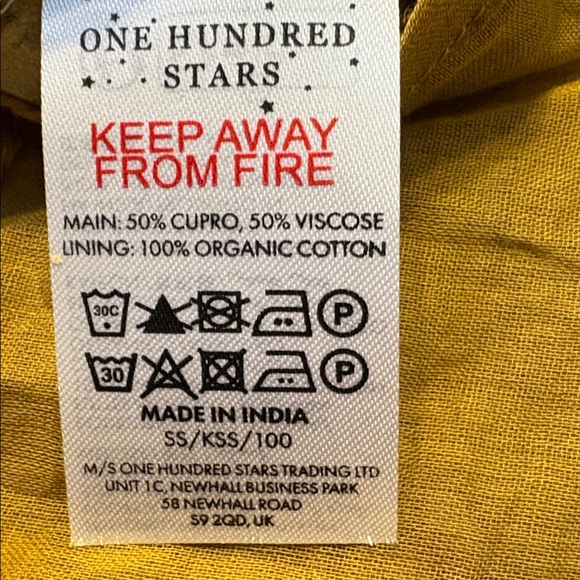 ONE HUNDRED
STARS
KEEP AWAY
FROM FIRE
MAIN: 50% CUPRO, 50% VISCOSE
LINING: 100% ORGANIC COTTON
30C P
30 P
MADE IN INDIA
SS/KSS/100
M/S ONE HUNDRED STARS TRADING LTD
UNIT 1C, NEWHALL BUSINESS PARK
58 NEWHALL ROAD
S9 2QD, UK